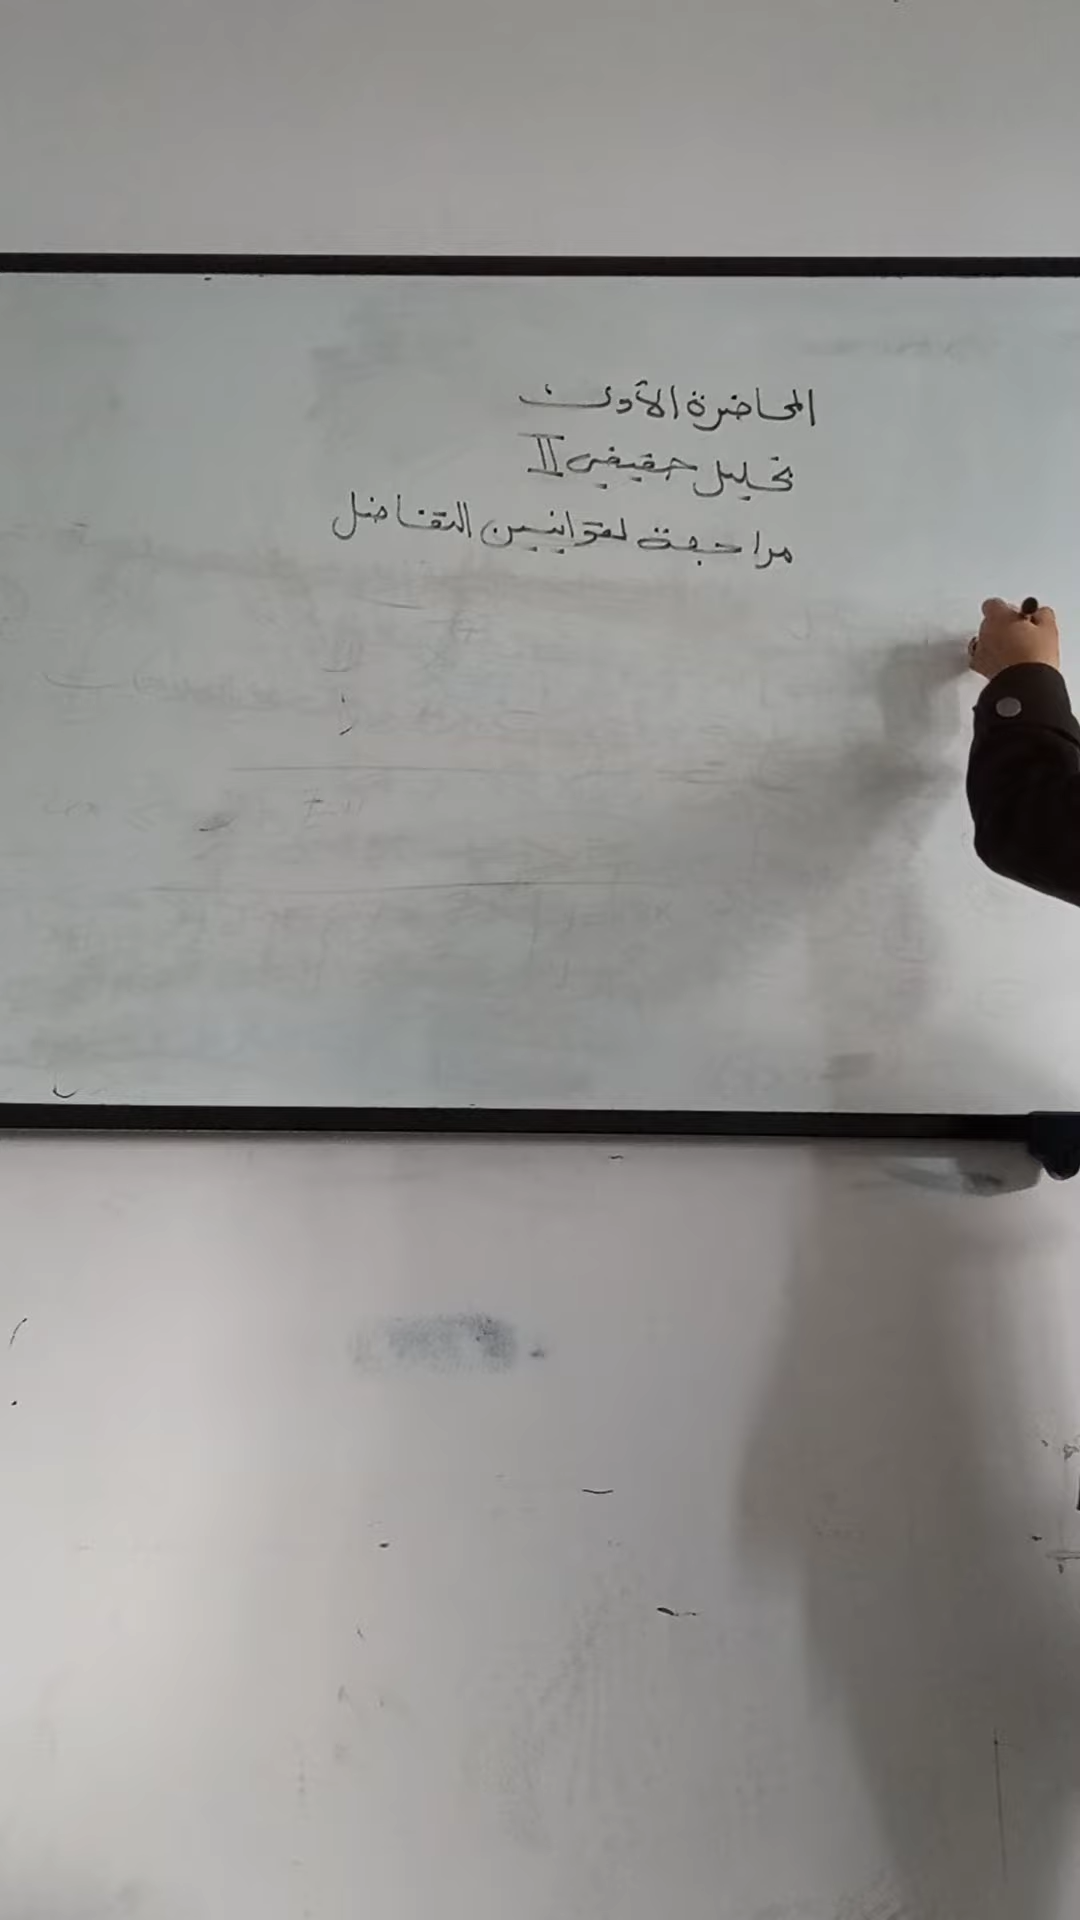 المحاضرة الأولى
تحليل حقيقي II
مراجعة لقوانين التفاضل